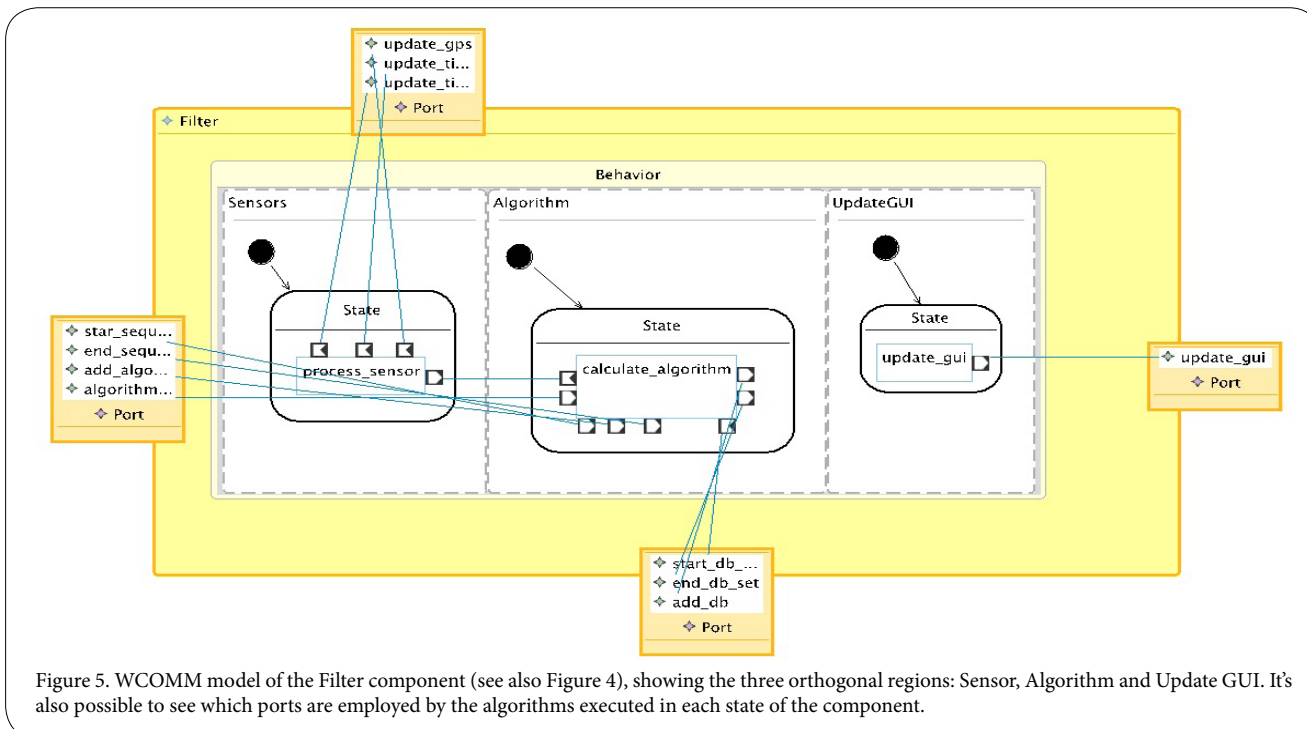 update_gps
update_ti...
update_ti...
Port
Filter
Behavior
Sensors
Algorithm
UpdateGUI
State
process_sensor
State
calculate_algorithm
State
update_gui
star_sequ...
end_sequ...
add_algo...
algorithm...
Port
update_gui
Port
start_db_...
end_db_set
add_db
Port
Figure 5. WCOMM model of the Filter component (see also Figure 4), showing the three orthogonal regions: Sensor, Algorithm and Update GUI. It's
also possible to see which ports are employed by the algorithms executed in each state of the component.